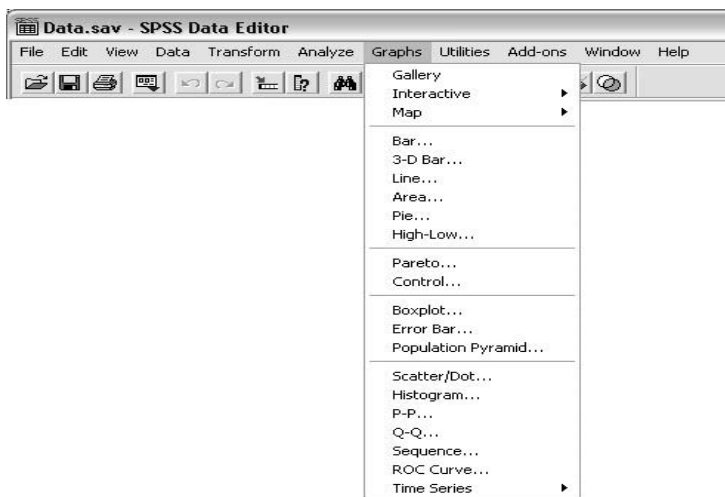 Data.sav - SPSS Data Editor
File Edit View Data Transform Analyze Graphs Utilities Add-ons Window Help
Gallery
Interactive
Map
Bar...
3-D Bar...
Line...
Area...
Pie...
High-Low...
Pareto...
Control...
Boxplot...
Error Bar...
Population Pyramid...
Scatter/Dot...
Histogram...
P-P...
Q-Q...
Sequence...
ROC Curve...
Time Series